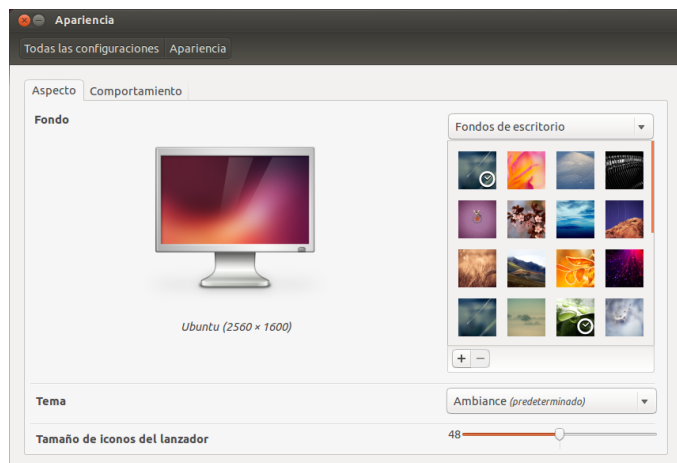 Apariencia
Todas las configuraciones Apariencia
Aspecto Comportamiento
Fondo
Fondos de escritorio
Ubuntu (2560 × 1600)
+ −
Tema
Ambiance (predeterminado)
Tamaño de iconos del lanzador
48